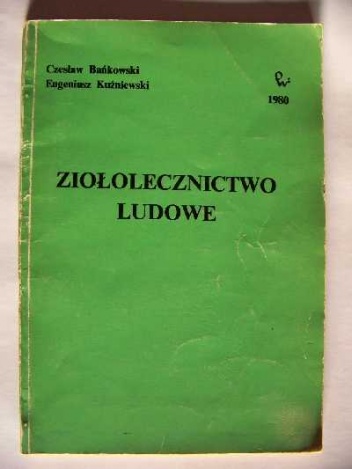 Czesław Bańkowski
Eugeniusz Kuźniewski
1980
ZIOŁOLECZNICTWO
LUDOWE